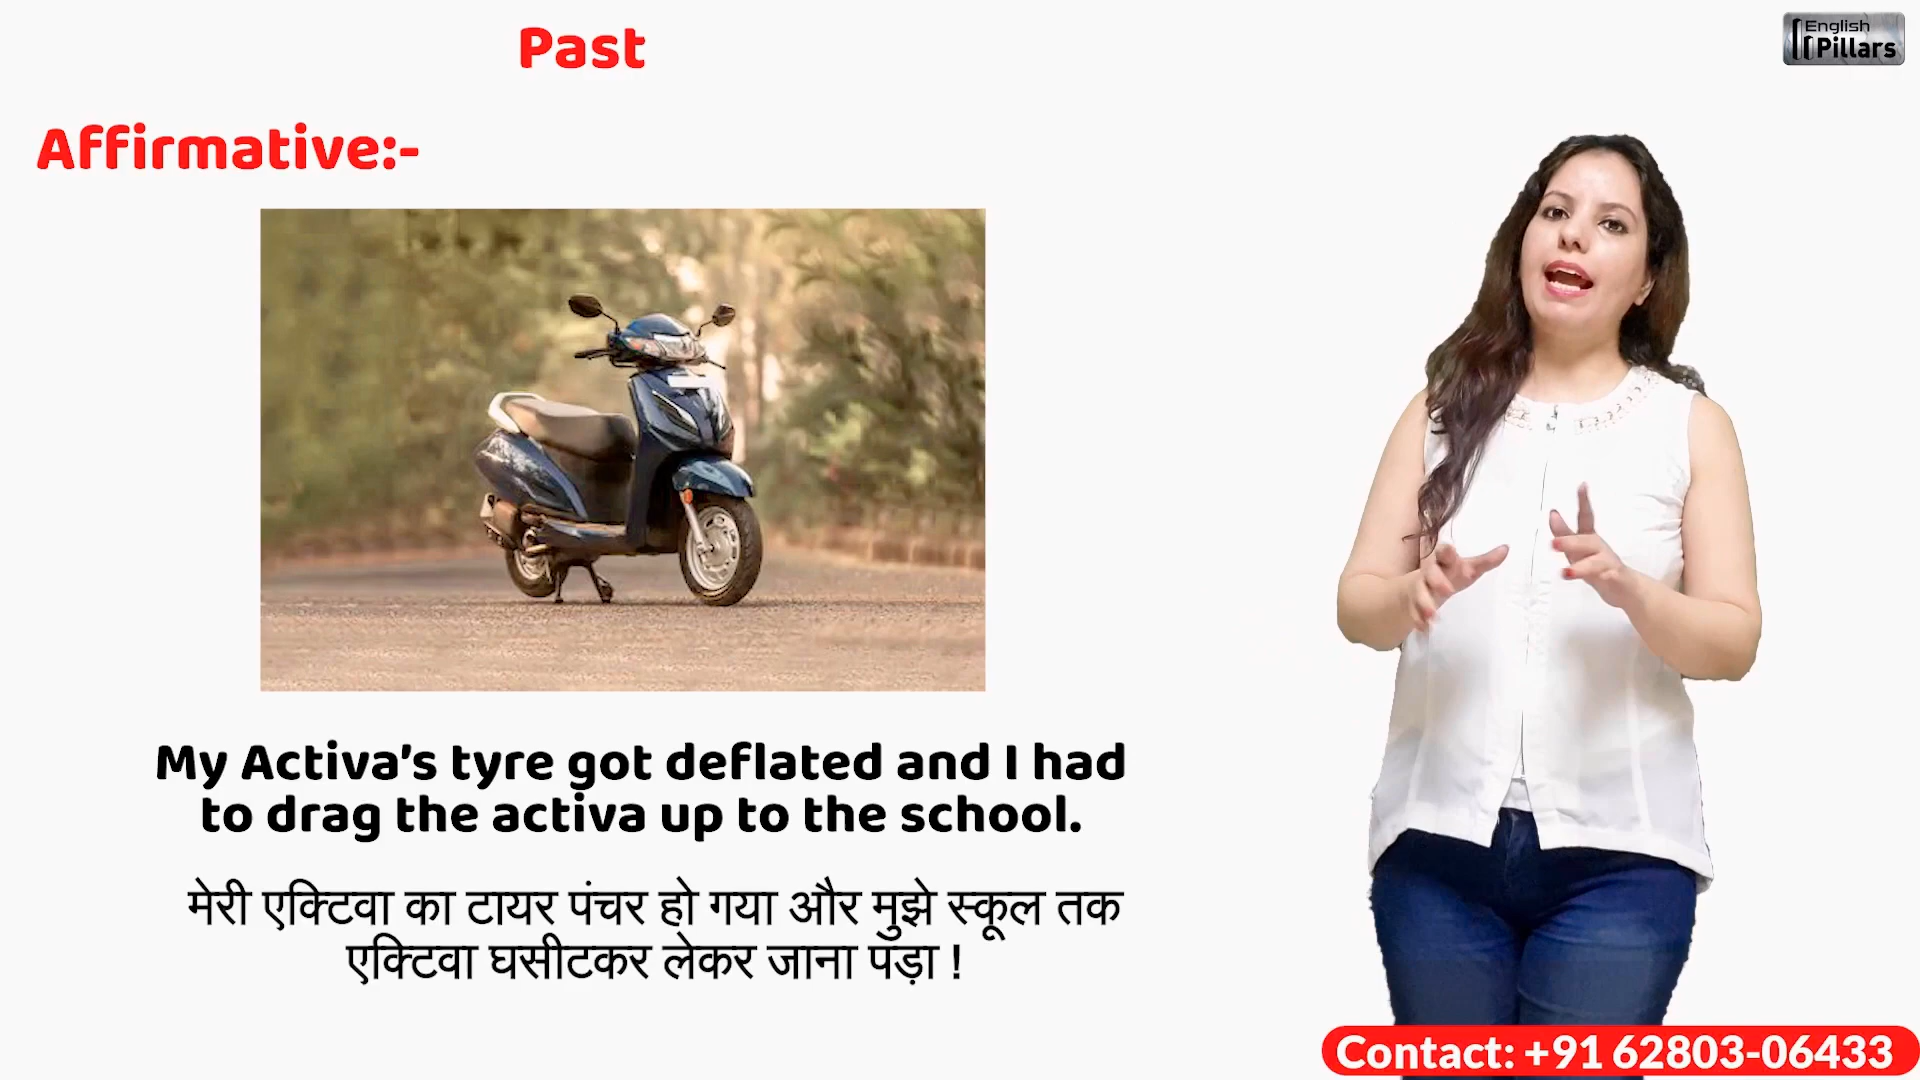 Past
English
Pillars
Affirmative:-
My Activa's tyre got deflated and I had
to drag the activa up to the school.
मेरी एक्टिवा का टायर पंचर हो गया और मुझे स्कूल तक
एक्टिवा घसीटकर लेकर जाना पड़ा !
Contact: +91 62803-06433